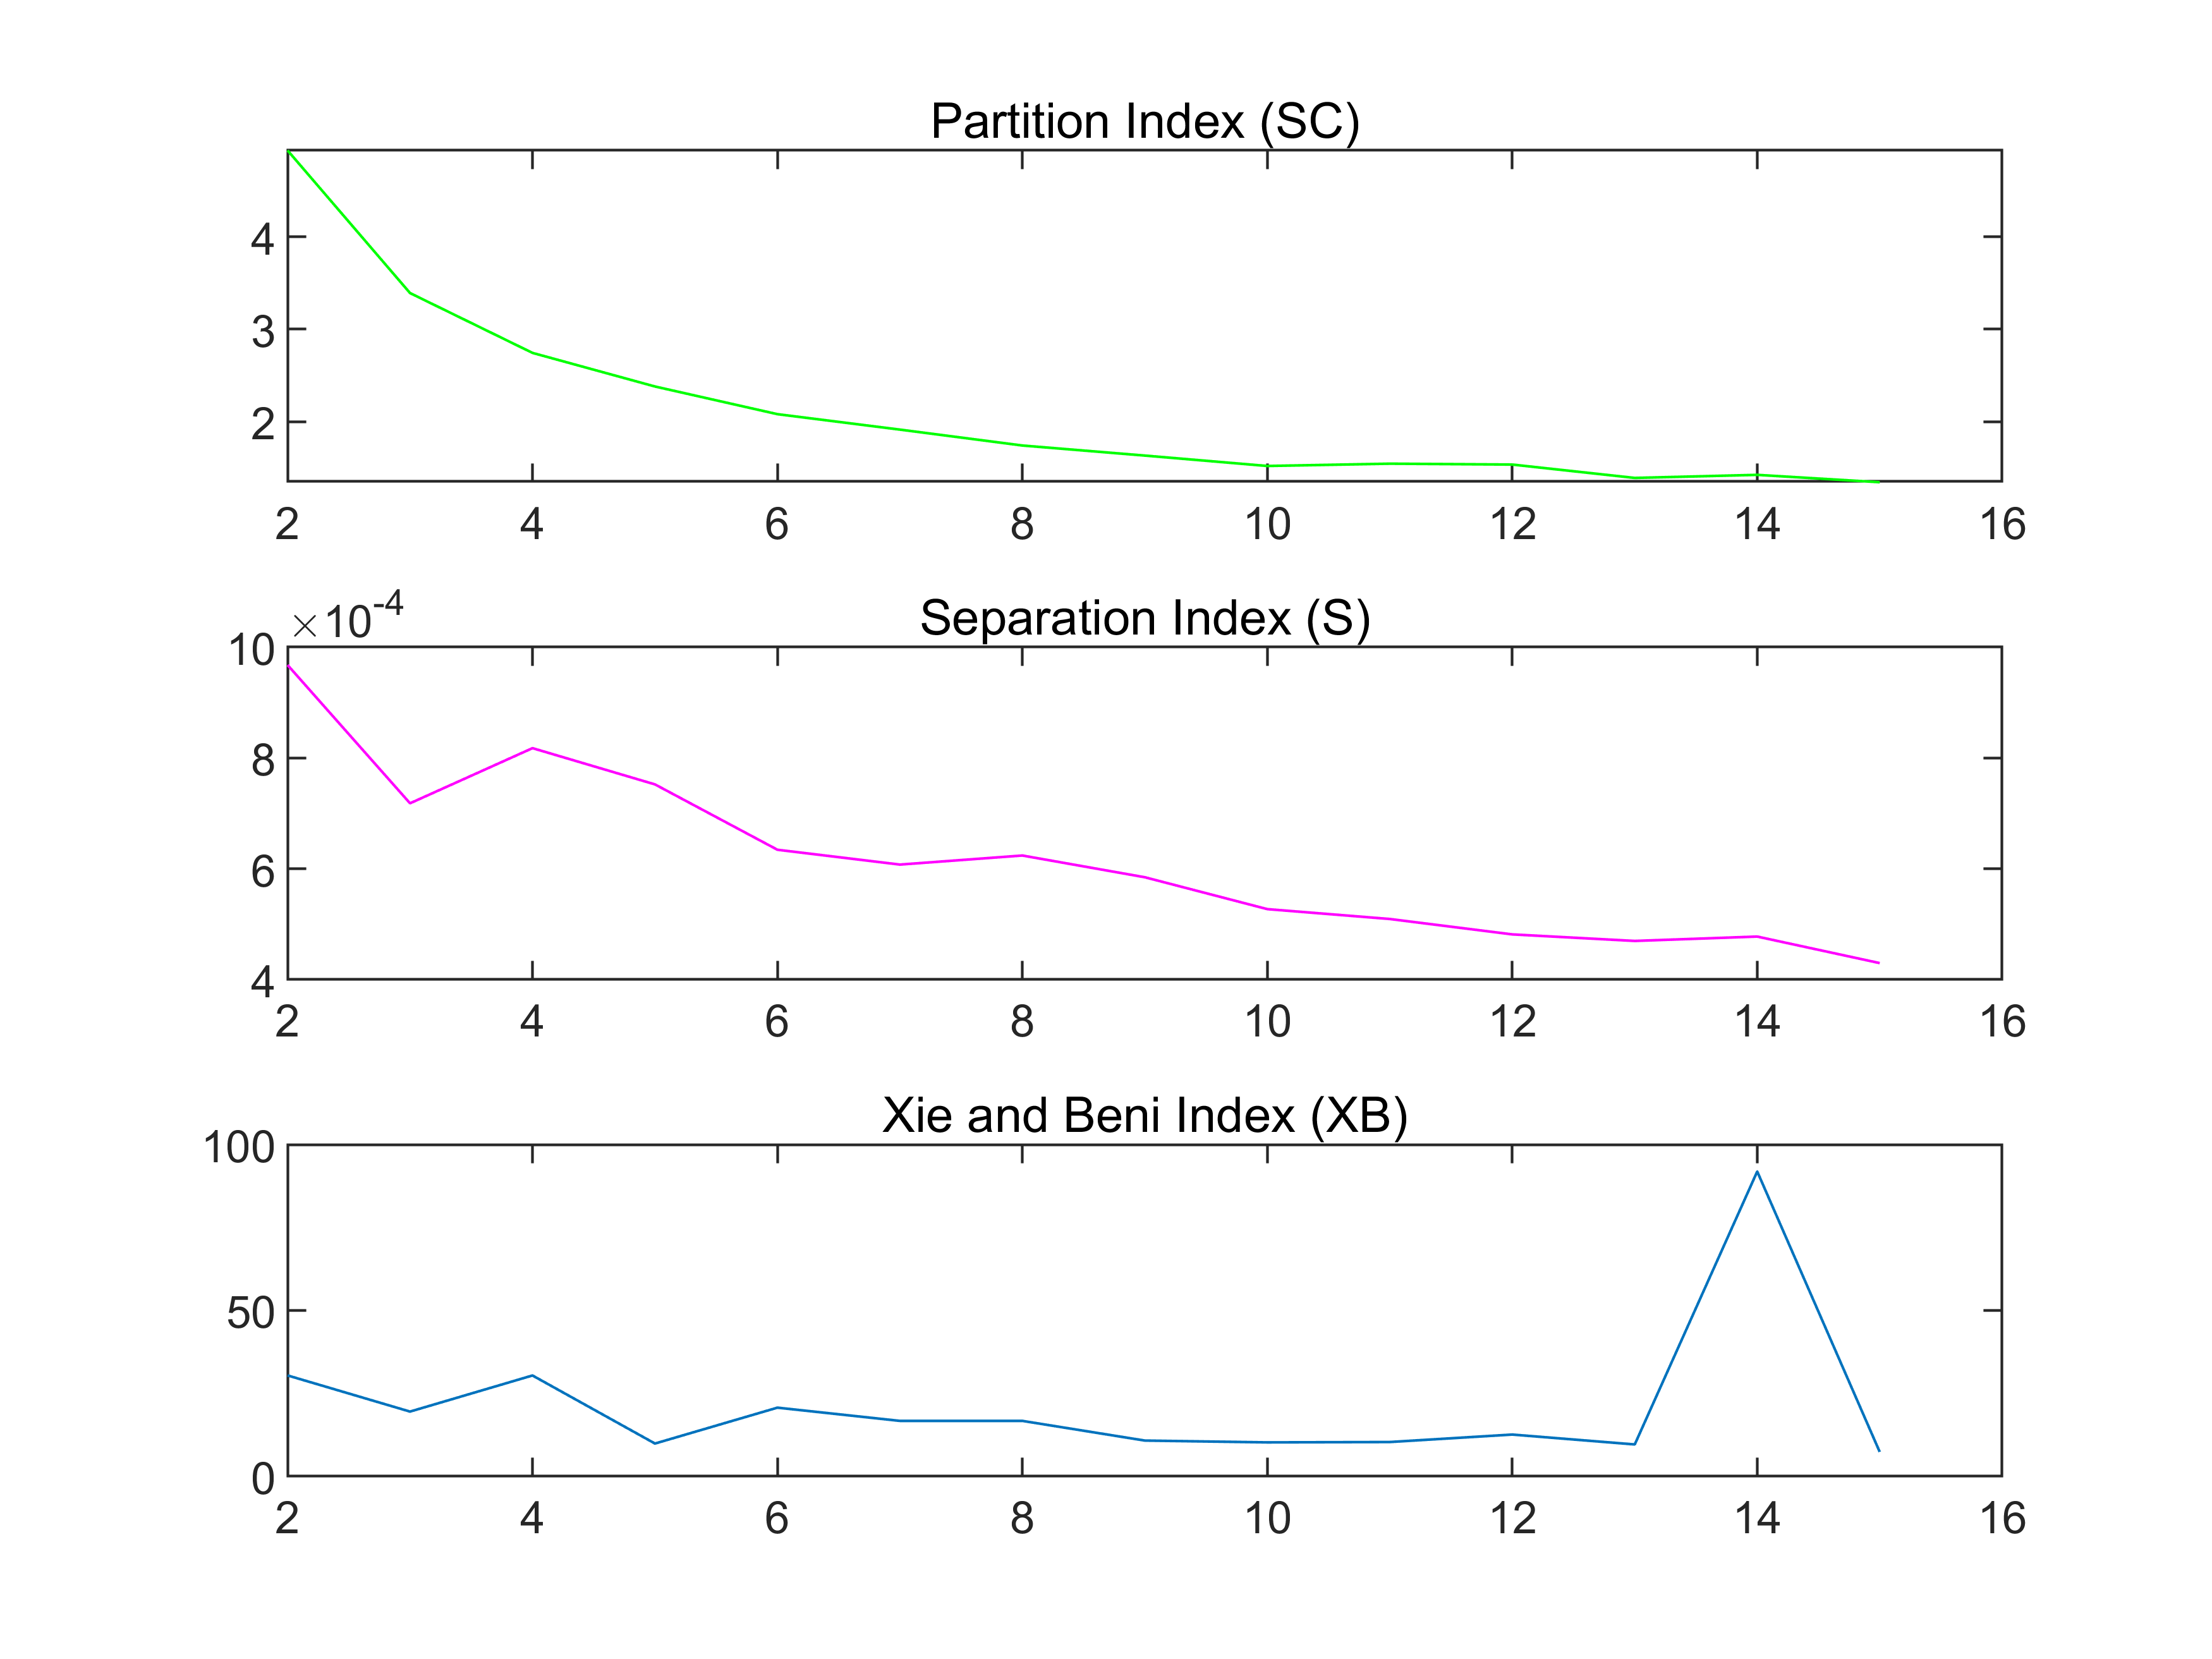 Partition Index (SC)
4
3
2
2 4 6 8 10 12 14 16
×10-4
Separation Index (S)
10
8
6
4
2 4 6 8 10 12 14 16
Xie and Beni Index (XB)
100
50
0
2 4 6 8 10 12 14 16